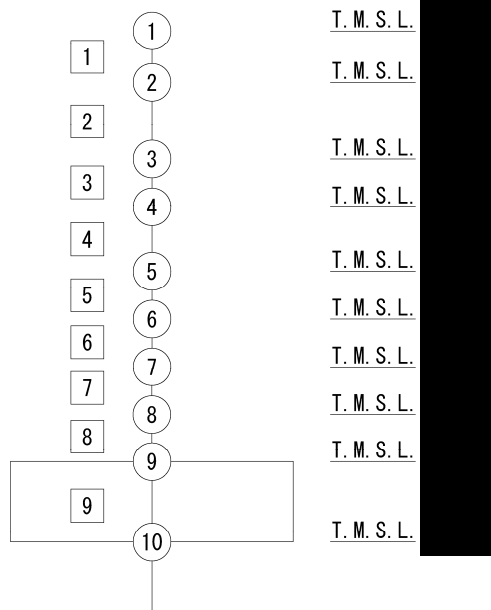 1 T. M. S. L.
1
2 T. M. S. L.
2
3 T. M. S. L.
3
4 T. M. S. L.
4
5 T. M. S. L.
5
6 T. M. S. L.
6
7 T. M. S. L.
7
8 T. M. S. L.
8
9 T. M. S. L.
9
10 T. M. S. L.